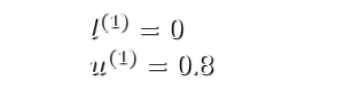 l⁽¹⁾ = 0
u⁽¹⁾ = 0.8